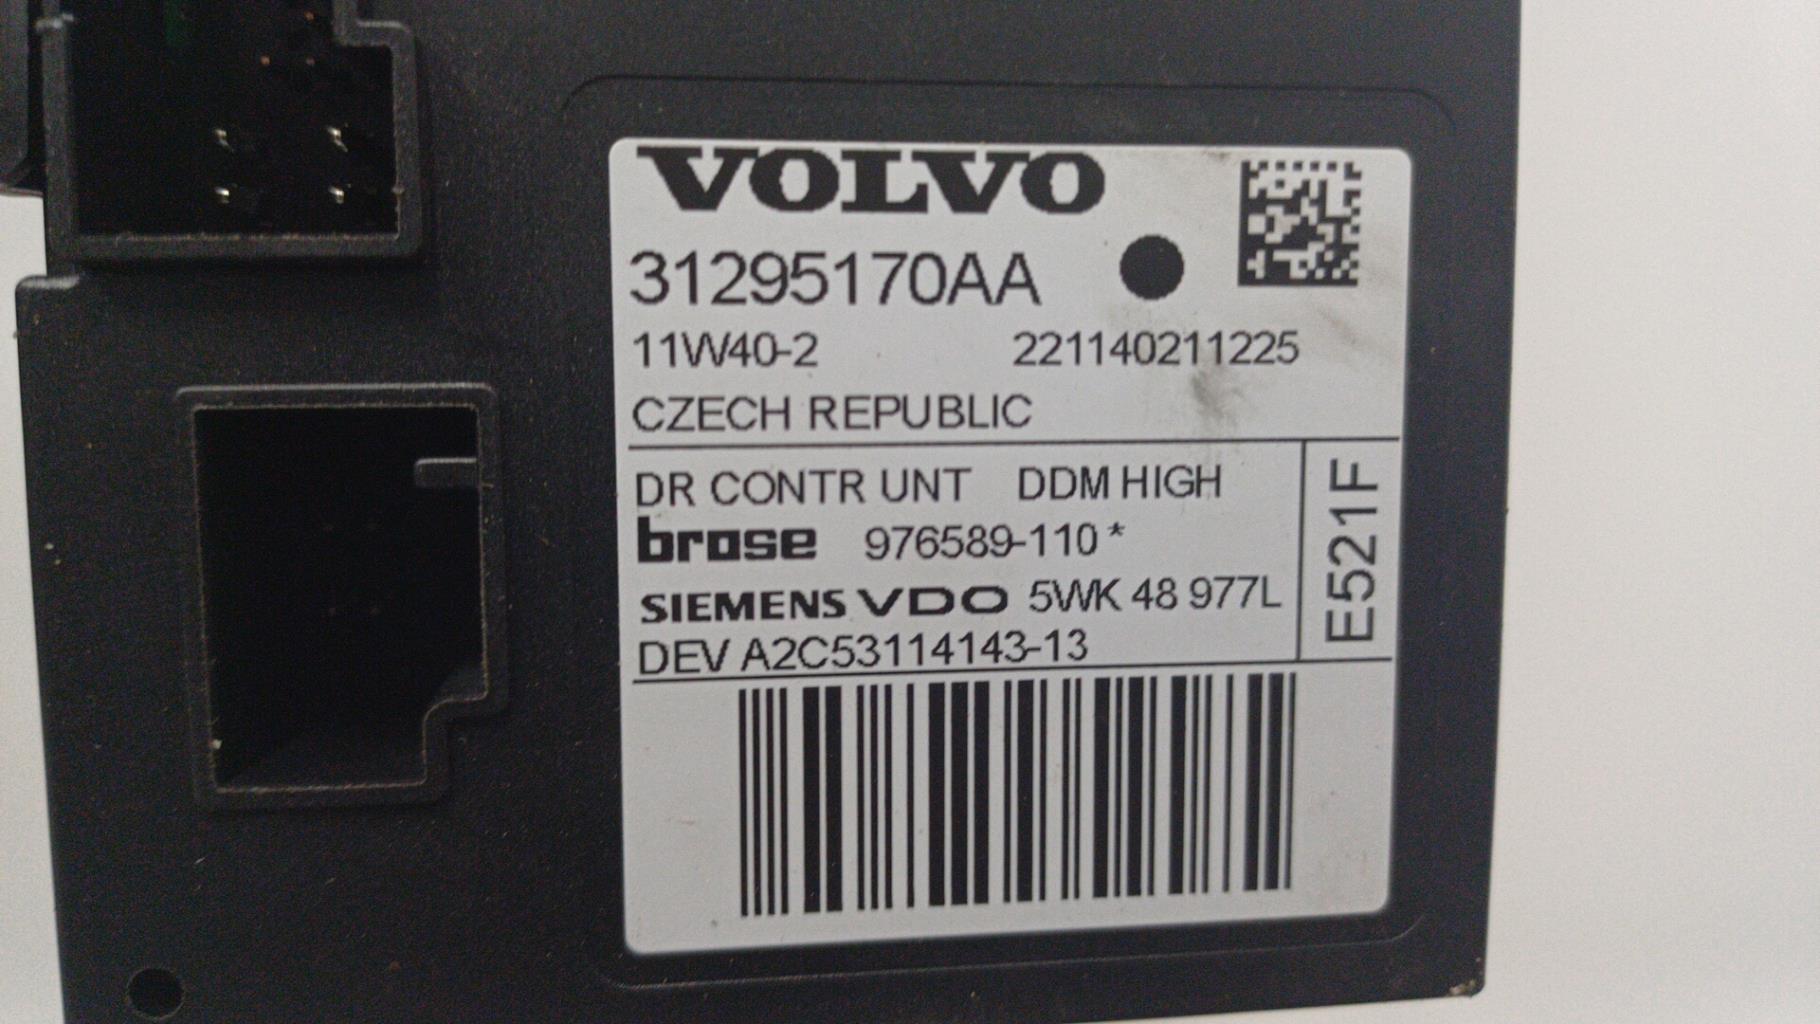 VOLVO
31295170AA
11W40-2 221140211225
CZECH REPUBLIC
DR CONTR UNT DDM HIGH
brose 976589-110*
SIEMENS VDO 5WK 48 977L
DEV A2C53114143-13
E521F